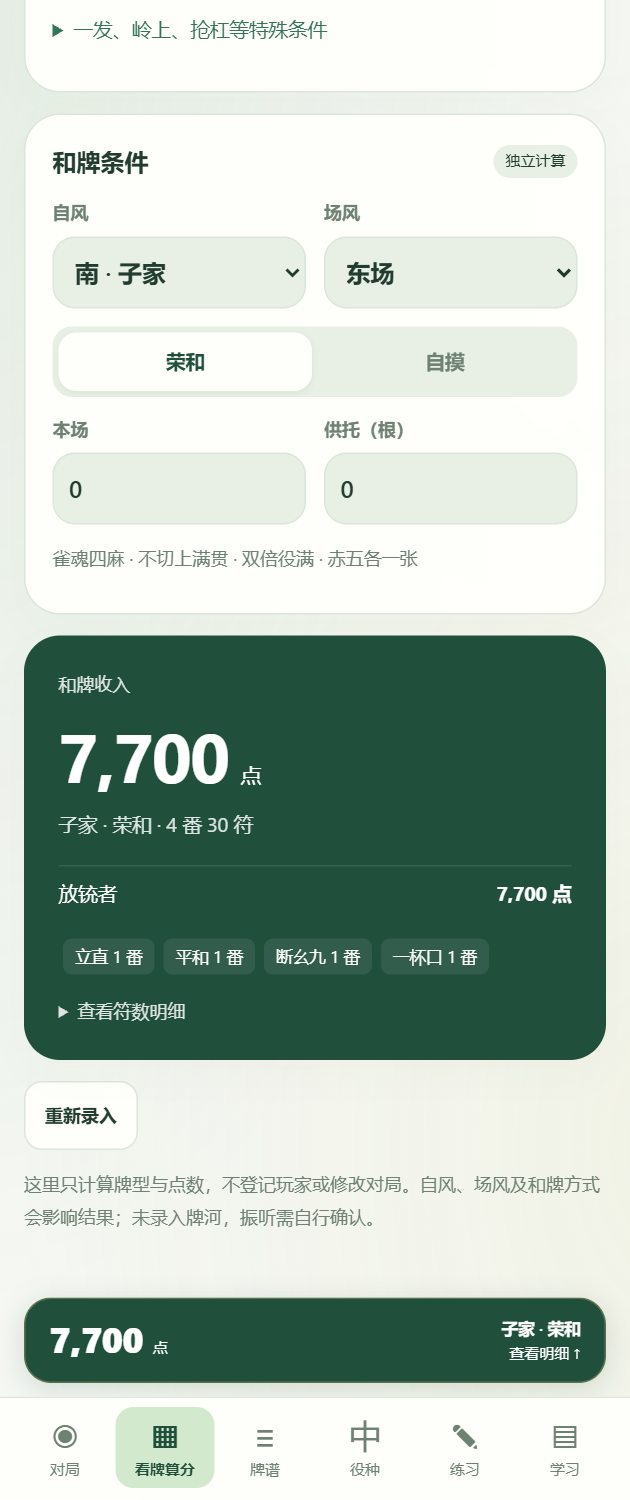 ▶ 一发、岭上、抢杠等特殊条件
和牌条件
独立计算
自风
场风
南 · 子家
东场
荣和
自摸
本场
供托（根）
0
0
雀魂四麻 · 不切上满贯 · 双倍役满 · 赤五各一张
和牌收入
7,700 点
子家 · 荣和 · 4 番 30 符
放铳者
7,700 点
立直 1 番
平和 1 番
断幺九 1 番
一杯口 1 番
▶ 查看符数明细
重新录入
这里只计算牌型与点数，不登记玩家或修改对局。自风、场风及和牌方式
会影响结果；未录入牌河，振听需自行确认。
7,700 点
子家 · 荣和
查看明细 ↑
中
对局
看牌算分
牌谱
役种
练习
学习